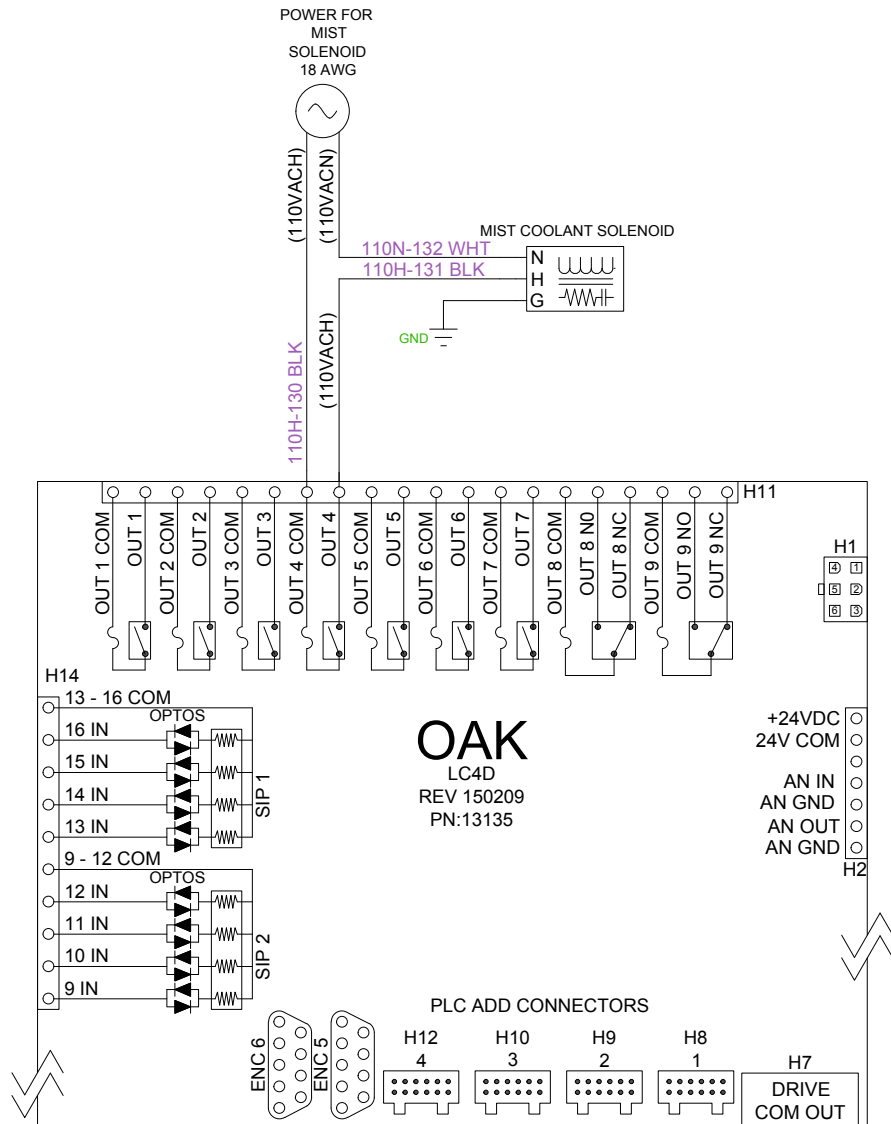 POWER FOR
MIST
SOLENOID
18 AWG
(110VACH)
(110VACN)
MIST COOLANT SOLENOID
110N-132 WHT
110H-131 BLK
N
H
G
GND
110H-130 BLK
(110VACH)
H11
OUT 1 COM
OUT 1
OUT 2 COM
OUT 2
OUT 3 COM
OUT 3
OUT 4 COM
OUT 4
OUT 5 COM
OUT 5
OUT 6 COM
OUT 6
OUT 7 COM
OUT 7
OUT 8 COM
OUT 8 N0
OUT 8 NC
OUT 9 COM
OUT 9 NO
OUT 9 NC
H1
4 1
5 2
6 3
H14
13 - 16 COM
OPTOS
16 IN
15 IN
14 IN
13 IN
SIP 1
9 - 12 COM
OPTOS
12 IN
11 IN
10 IN
9 IN
SIP 2
OAK
LC4D
REV 150209
PN:13135
+24VDC
24V COM
AN IN
AN GND
AN OUT
AN GND
H2
PLC ADD CONNECTORS
ENC 6
ENC 5
H12
4
H10
3
H9
2
H8
1
H7
DRIVE
COM OUT